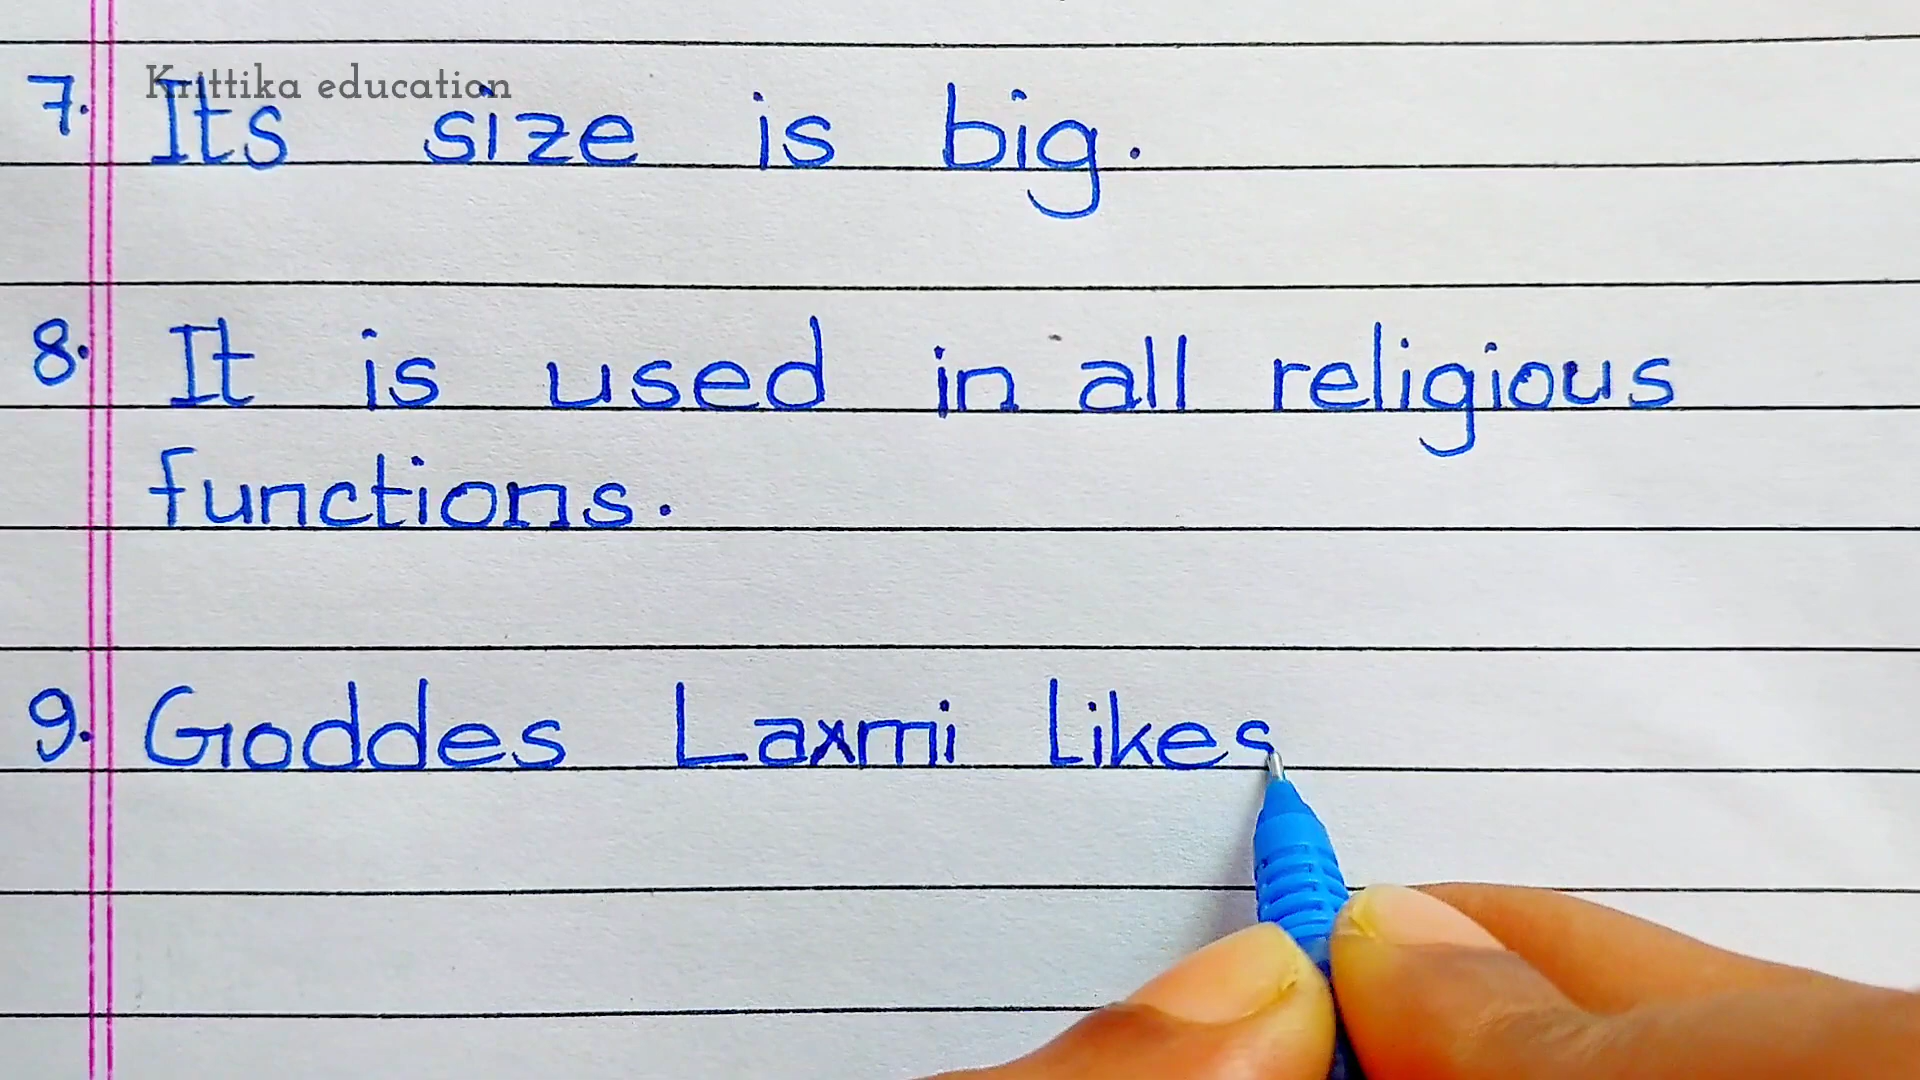 Krittika education
7. Its size is big.
8. It is used in all religious
functions.
9. Goddes Laxmi likes